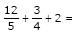 12/5 + 3/4 + 2 =